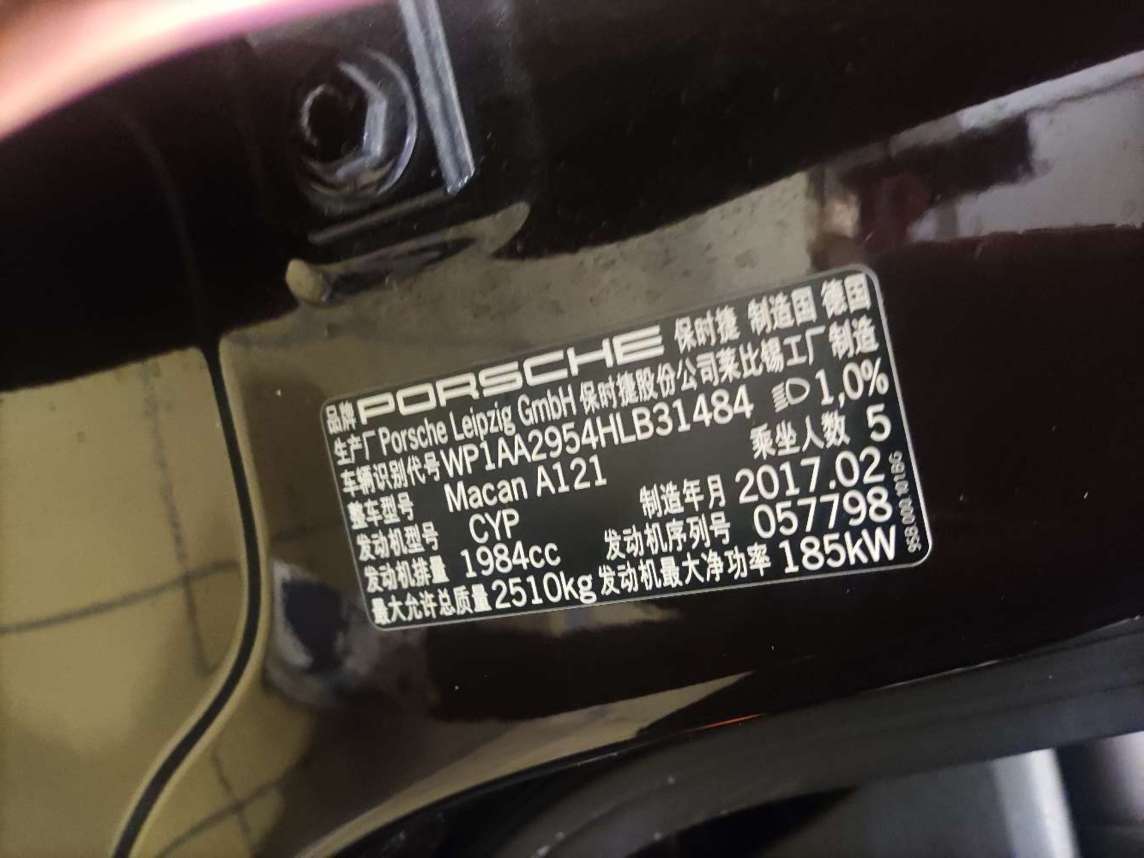 品牌 PORSCHE 保时捷 制造国 德国
生产厂 Porsche Leipzig GmbH 保时捷股份公司莱比锡工厂 制造
车辆识别代号 WP1AA2954HLB31484 1,0%
整车型号 Macan A121 乘坐人数 5
发动机型号 CYP 制造年月 2017.02
发动机排量 1984cc 发动机序列号 057798
最大允许总质量 2510kg 发动机最大净功率 185kW